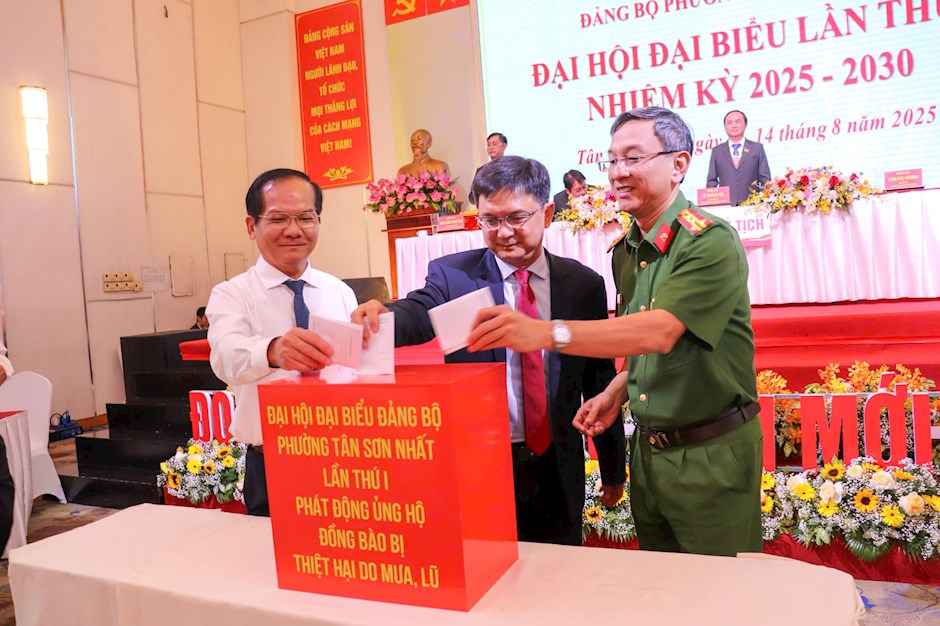 ĐẢNG CỘNG SẢN
VIỆT NAM
NGƯỜI LÃNH ĐẠO,
TỔ CHỨC
MỌI THẮNG LỢI
CỦA CÁCH MẠNG
VIỆT NAM!
ĐẢNG BỘ PHƯỜNG
ĐẠI HỘI ĐẠI BIỂU LẦN THỨ
NHIỆM KỲ 2025 - 2030
Tân
ngày 14 tháng 8 năm 2025
TỊCH
MỚI
ĐẠI HỘI ĐẠI BIỂU ĐẢNG BỘ
PHƯỜNG TÂN SƠN NHẤT
LẦN THỨ I
PHÁT ĐỘNG ỦNG HỘ
ĐỒNG BÀO BỊ
THIỆT HẠI DO MƯA, LŨ